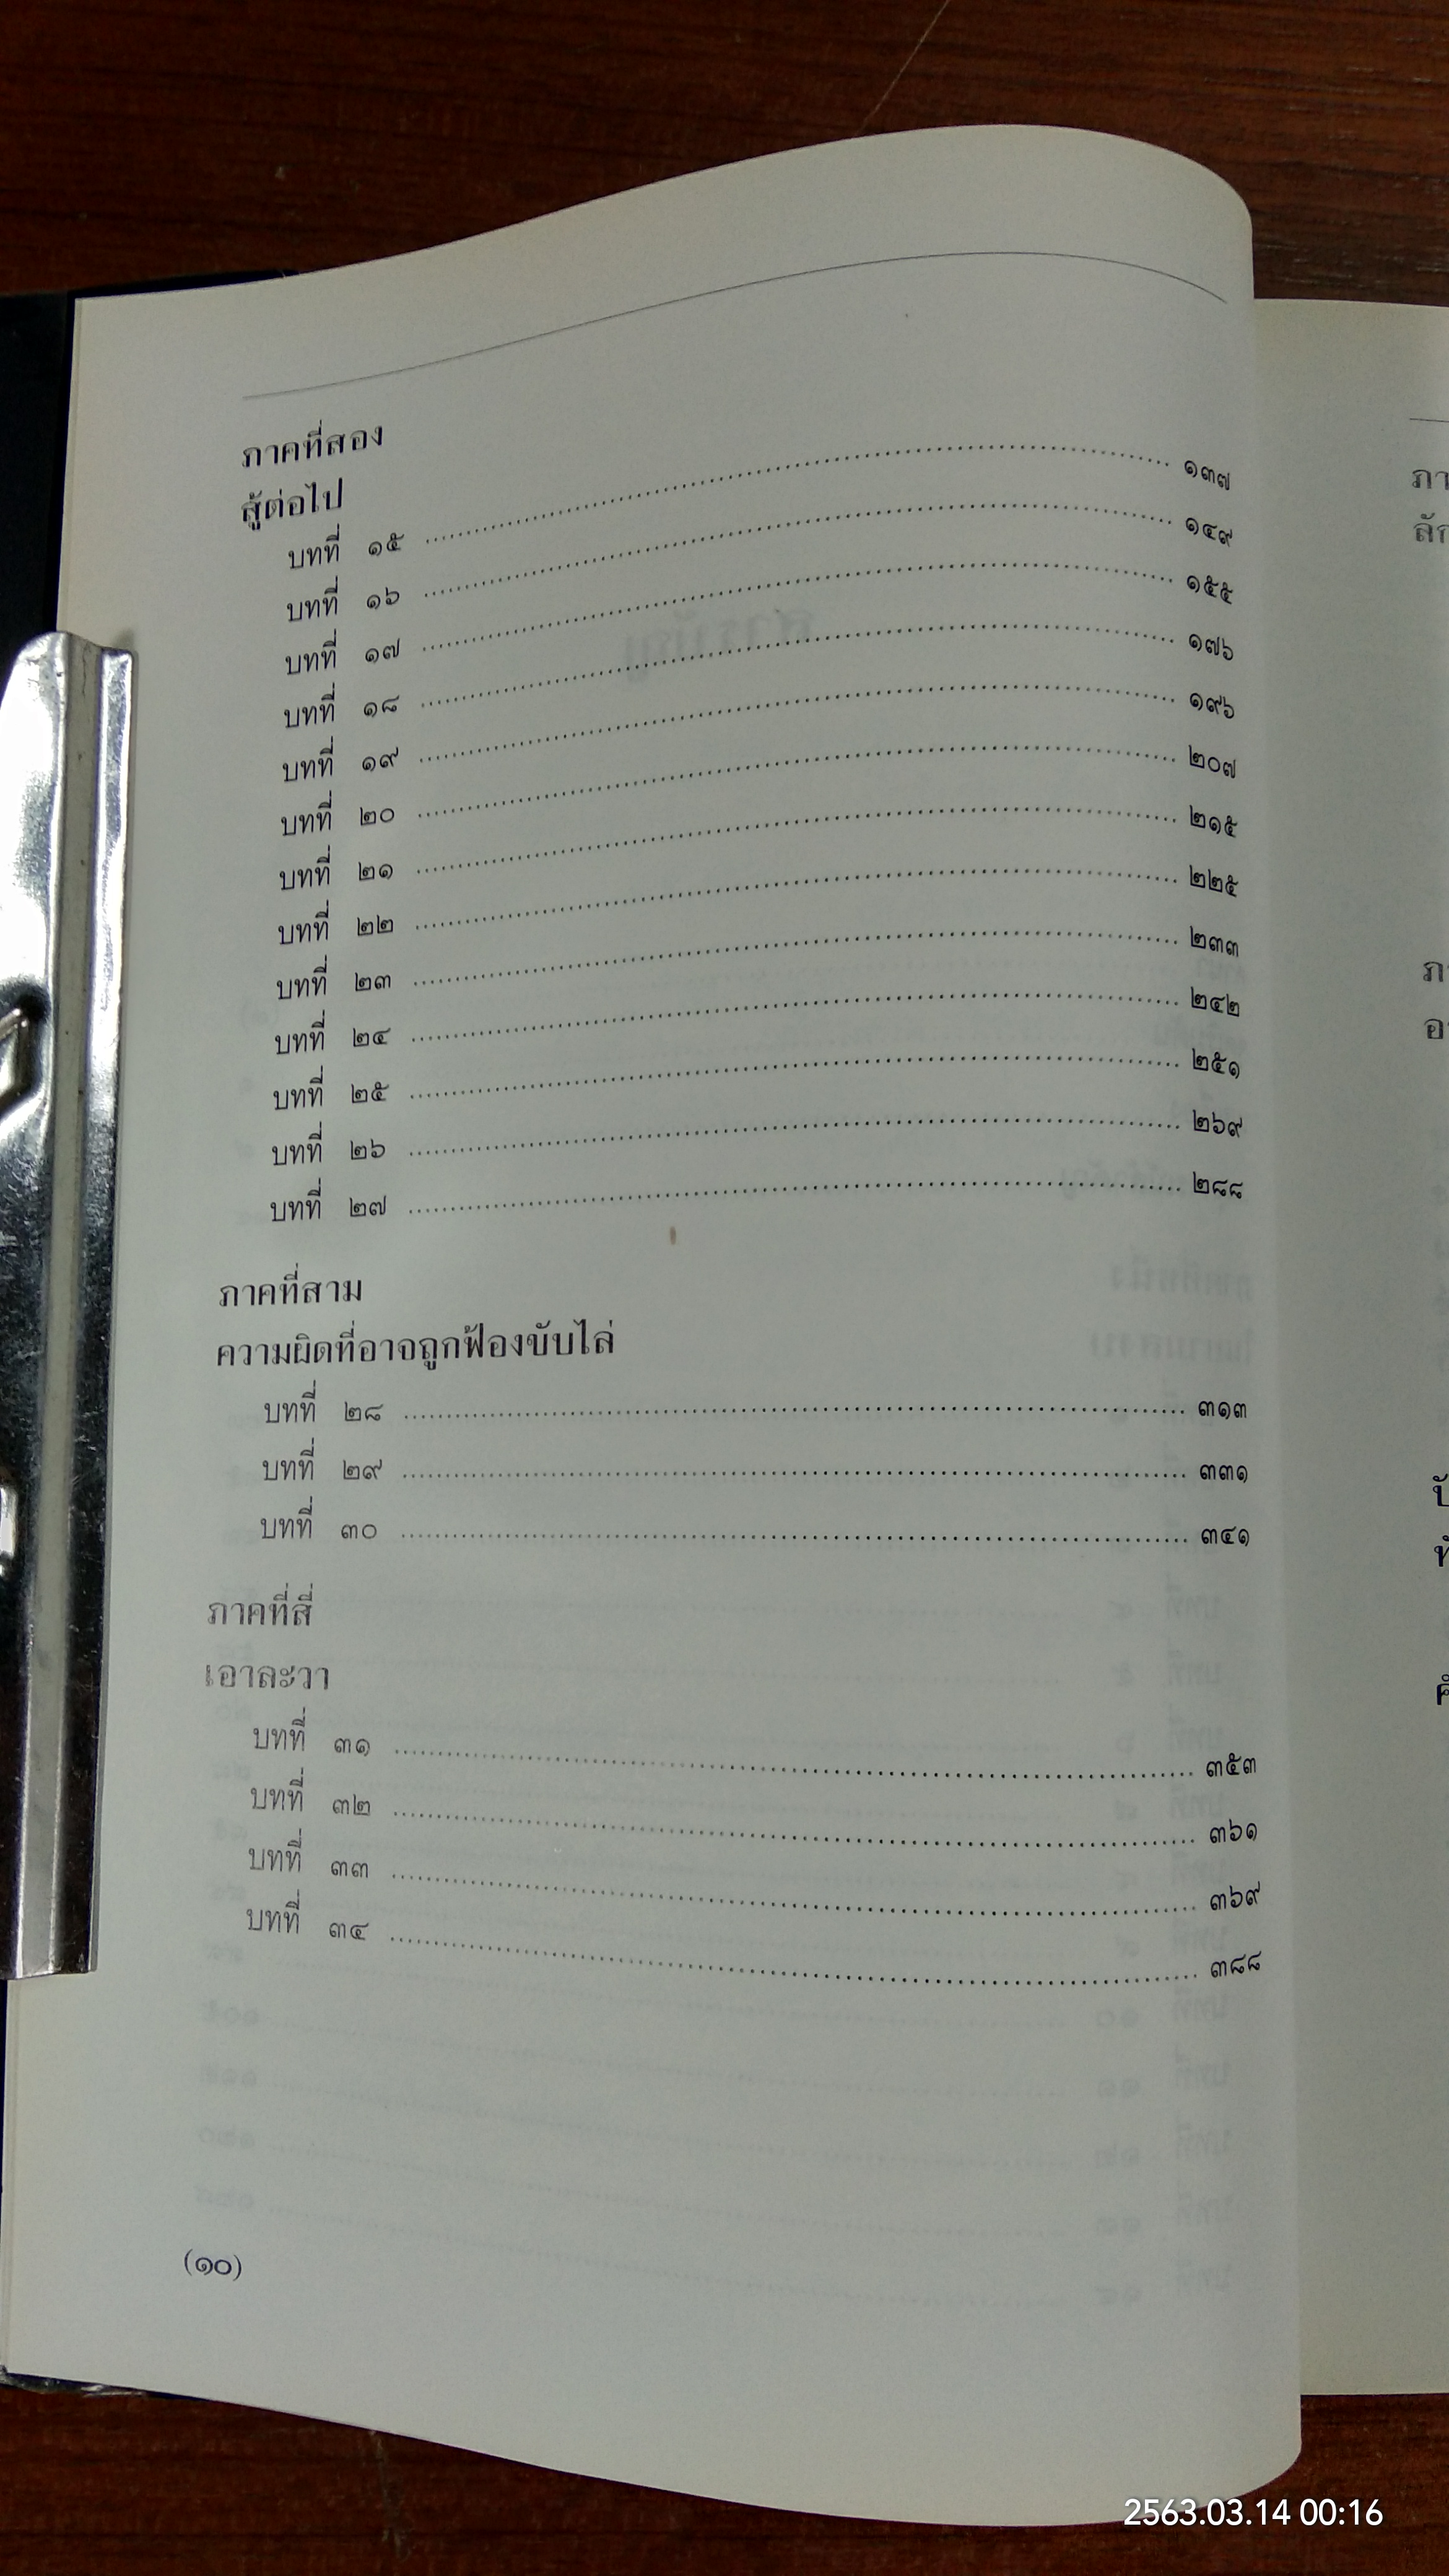 ภาคที่สอง
สู้ต่อไป
บทที่ ๑๕ ........ ๑๓๗
บทที่ ๑๖ ........ ๑๔๙
บทที่ ๑๗ ........ ๑๕๕
บทที่ ๑๘ ........ ๑๗๖
บทที่ ๑๙ ........ ๑๙๖
บทที่ ๒๐ ........ ๒๐๗
บทที่ ๒๑ ........ ๒๑๕
บทที่ ๒๒ ........ ๒๒๕
บทที่ ๒๓ ........ ๒๓๓
บทที่ ๒๔ ........ ๒๔๒
บทที่ ๒๕ ........ ๒๕๑
บทที่ ๒๖ ........ ๒๖๙
บทที่ ๒๗ ........ ๒๘๘
ภาคที่สาม
ความผิดที่อาจถูกฟ้องขับไล่
บทที่ ๒๘ ........ ๓๑๓
บทที่ ๒๙ ........ ๓๓๑
บทที่ ๓๐ ........ ๓๔๑
ภาคที่สี่
เอาละวา
บทที่ ๓๑ ........ ๓๕๓
บทที่ ๓๒ ........ ๓๖๑
บทที่ ๓๓ ........ ๓๖๙
บทที่ ๓๔ ........ ๓๘๘
(๑๐)
2563.03.14 00:16